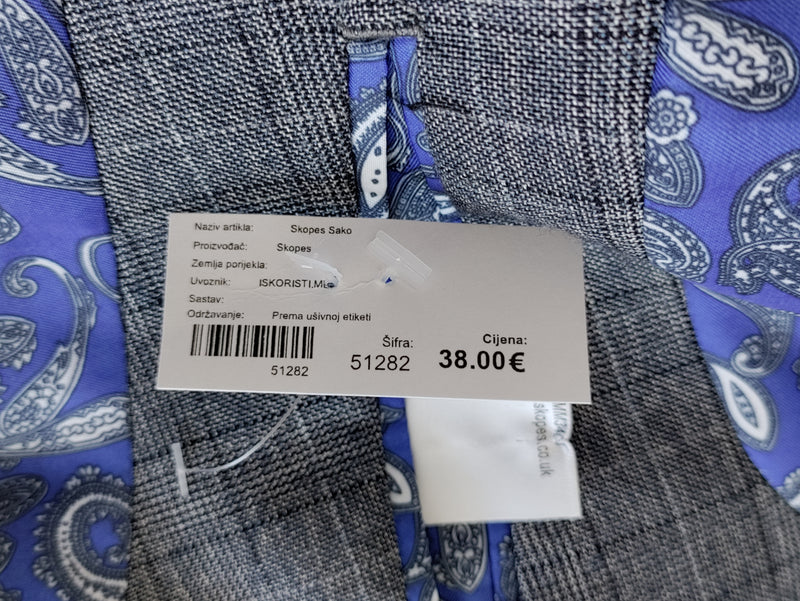 Naziv artikla: Skopes Sako
Proizvođač: Skopes
Zemlja porijekla:
Uvoznik: ISKORISTI.ME
Sastav:
Održavanje: Prema ušivnoj etiketi
51282
Šifra:
51282
Cijena:
38.00€
skopes.co.uk